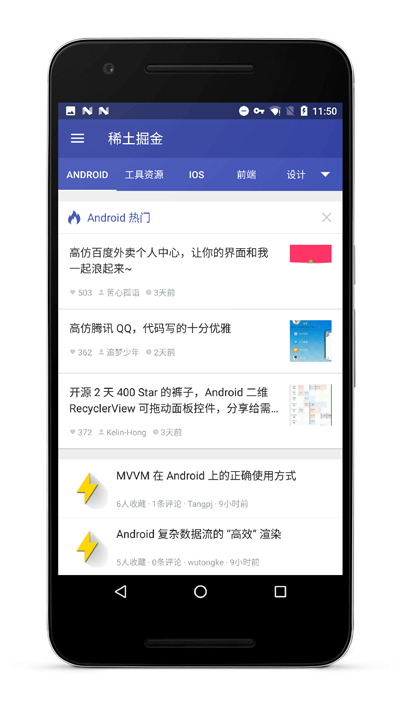 11:50
稀土掘金
ANDROID 工具资源 IOS 前端 设计
Android 热门
高仿百度外卖个人中心，让你的界面和我
一起浪起来~
503 苦心孤诣 3天前
高仿腾讯 QQ，代码写的十分优雅
362 追梦少年 2天前
开源 2 天 400 Star 的裤子，Android 二维
RecyclerView 可拖动面板控件，分享给需...
372 Kelin-Hong 3天前
MVVM 在 Android 上的正确使用方式
6人收藏 · 1条评论 · Tangpj · 9小时前
Android 复杂数据流的 “高效” 渲染
5人收藏 · 0条评论 · wutongke · 9小时前